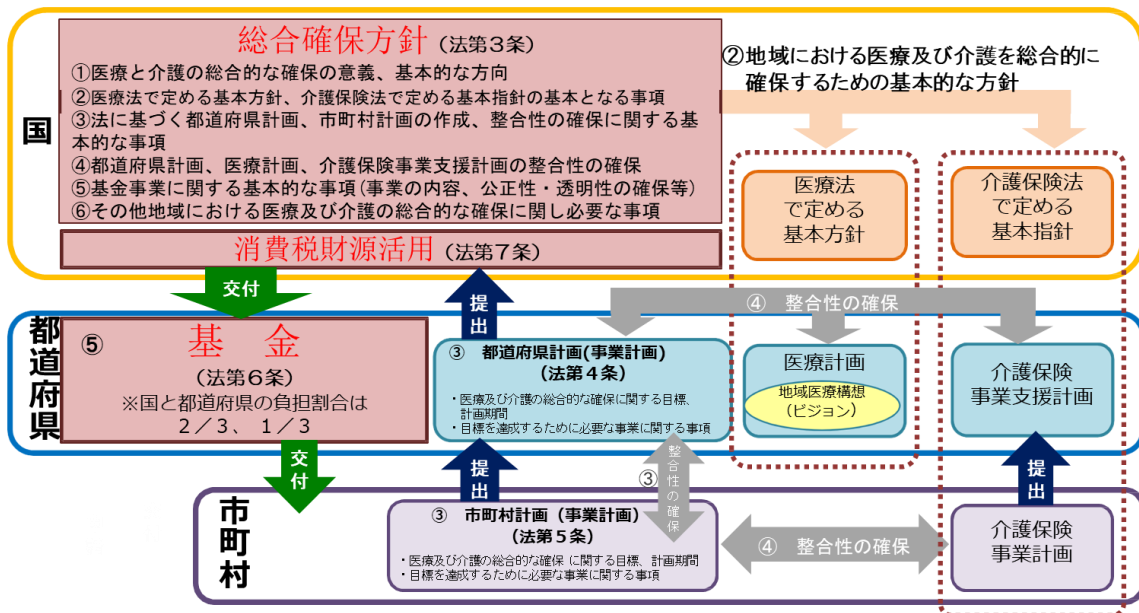 国
総合確保方針（法第３条）
①医療と介護の総合的な確保の意義、基本的な方向
②医療法で定める基本方針、介護保険法で定める基本指針の基本となる事項
③法に基づく都道府県計画、市町村計画の作成、整合性の確保に関する基
本的な事項
④都道府県計画、医療計画、介護保険事業支援計画の整合性の確保
⑤基金事業に関する基本的な事項（事業の内容、公正性・透明性の確保等）
⑥その他地域における医療及び介護の総合的な確保に関し必要な事項
②地域における医療及び介護を総合的に
確保するための基本的な方針
医療法
で定める
基本方針
介護保険法
で定める
基本指針
消費税財源活用（法第７条）
交付
提出
④　整合性の確保
都道府県
⑤
基　金
（法第６条）
※国と都道府県の負担割合は
２／３、１／３
③　都道府県計画(事業計画)
（法第４条）
・医療及び介護の総合的な確保に関する目標、
計画期間
・目標を達成するために必要な事業に関する事項
医療計画
地域医療構想
（ビジョン）
介護保険
事業支援計画
交付
提出
③
整合性の確保
提出
市町村
③　市町村計画（事業計画）
（法第５条）
・医療及び介護の総合的な確保 に関する目標、計画期間
・目標を達成するために必要な事業に関する事項
④　整合性の確保
介護保険
事業計画